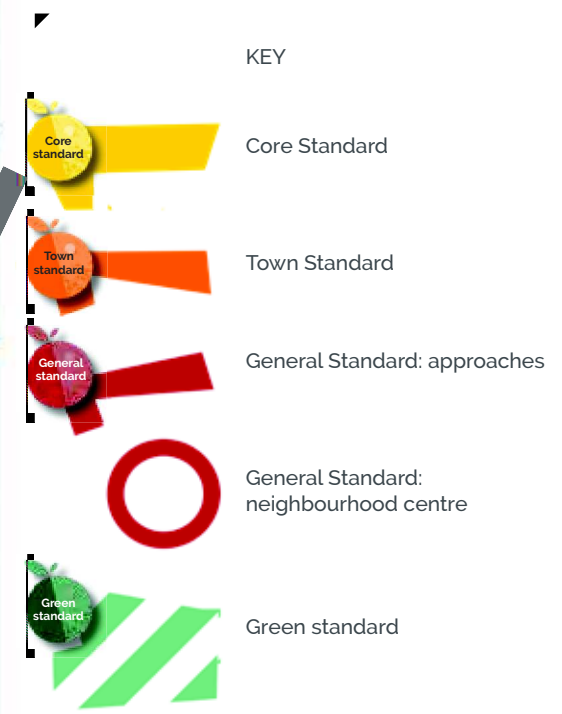 KEY
Core
standard
Core Standard
Town
standard
Town Standard
General
standard
General Standard: approaches
General Standard:
neighbourhood centre
Green
standard
Green standard